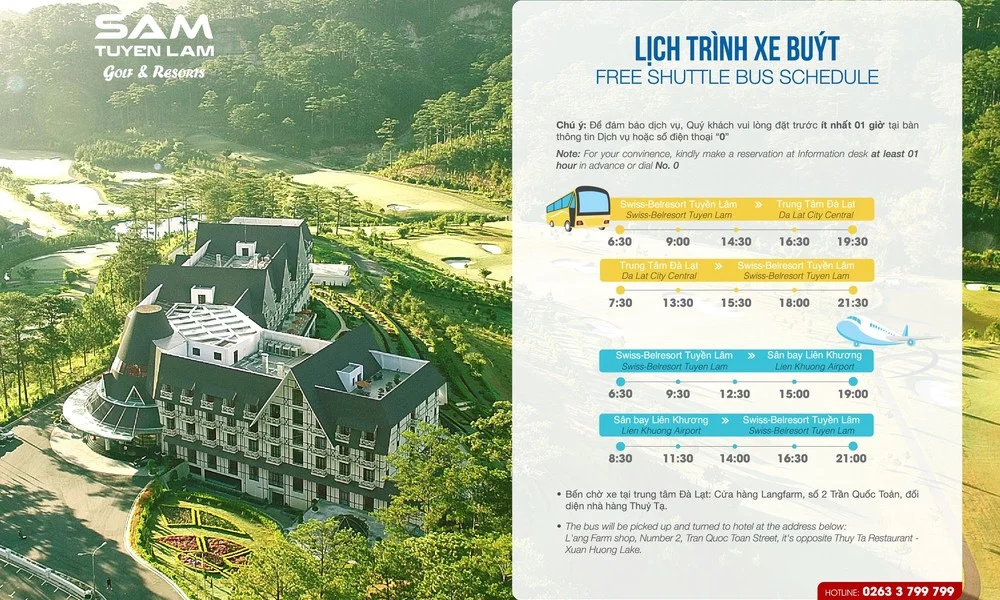 SAM
TUYEN LAM
Golf & Resorts
LỊCH TRÌNH XE BUÝT
FREE SHUTTLE BUS SCHEDULE
Chú ý: Để đảm bảo dịch vụ, Quý khách vui lòng đặt trước ít nhất 01 giờ tại bàn
thông tin Dịch vụ hoặc số điện thoại "0"
Note: For your convinence, kindly make a reservation at Information desk at least 01
hour in advance or dial No. 0
Swiss-Belresort Tuyền Lâm » Trung Tâm Đà Lạt
Swiss-Belresort Tuyen Lam Da Lat City Central
6:30 9:00 14:30 16:30 19:30
Trung Tâm Đà Lạt » Swiss-Belresort Tuyền Lâm
Da Lat City Central Swiss-Belresort Tuyen Lam
7:30 13:30 15:30 18:00 21:30
Swiss-Belresort Tuyền Lâm » Sân bay Liên Khương
Swiss-Belresort Tuyen Lam Lien Khuong Airport
6:30 9:30 12:30 15:00 19:00
Sân bay Liên Khương » Swiss-Belresort Tuyền Lâm
Lien Khuong Airport Swiss-Belresort Tuyen Lam
8:30 11:30 14:00 16:30 21:00
• Bến chờ xe tại trung tâm Đà Lạt: Cửa hàng Langfarm, số 2 Trần Quốc Toản, đối
diện nhà hàng Thuỷ Tạ.
• The bus will be picked up and turned to hotel at the address below:
L'ang Farm shop, Number 2, Tran Quoc Toan Street, it's opposite Thuy Ta Restaurant -
Xuan Huong Lake.
HOTLINE: 0263 3 799 799